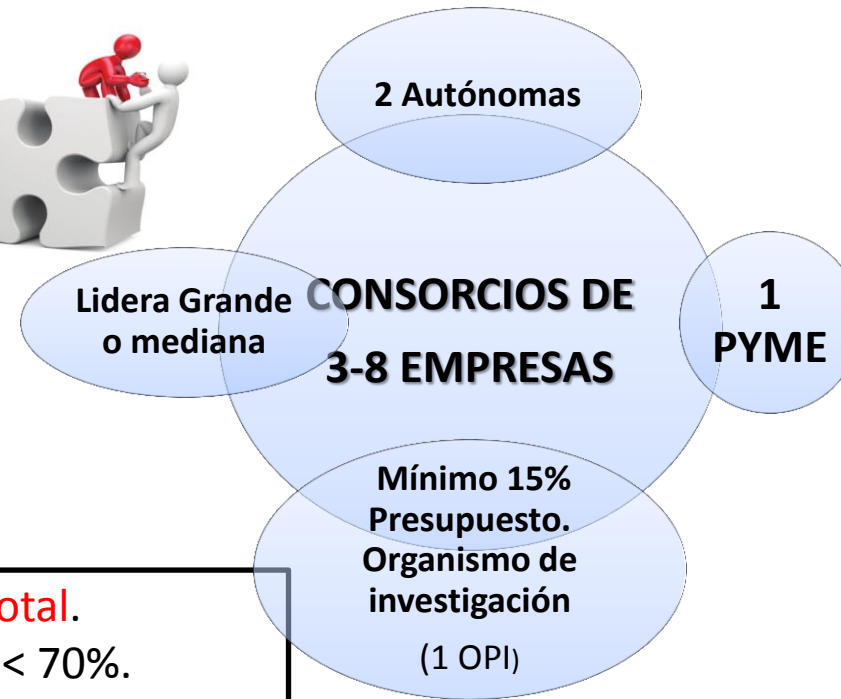 2 Autónomas
Lidera Grande
o mediana
CONSORCIOS DE
3-8 EMPRESAS
1
PYME
Mínimo 15%
Presupuesto.
Organismo de
investigación
(1 OPI)
otal.
< 70%.